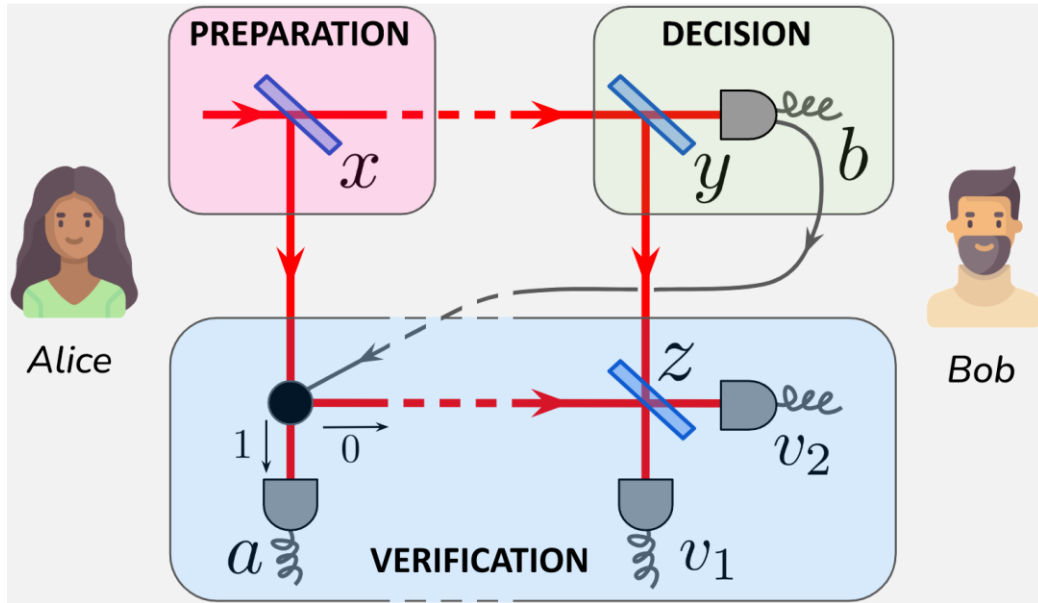 PREPARATION
DECISION
x
y
b
Alice
Bob
z
1
0
v₂
a
VERIFICATION
v₁